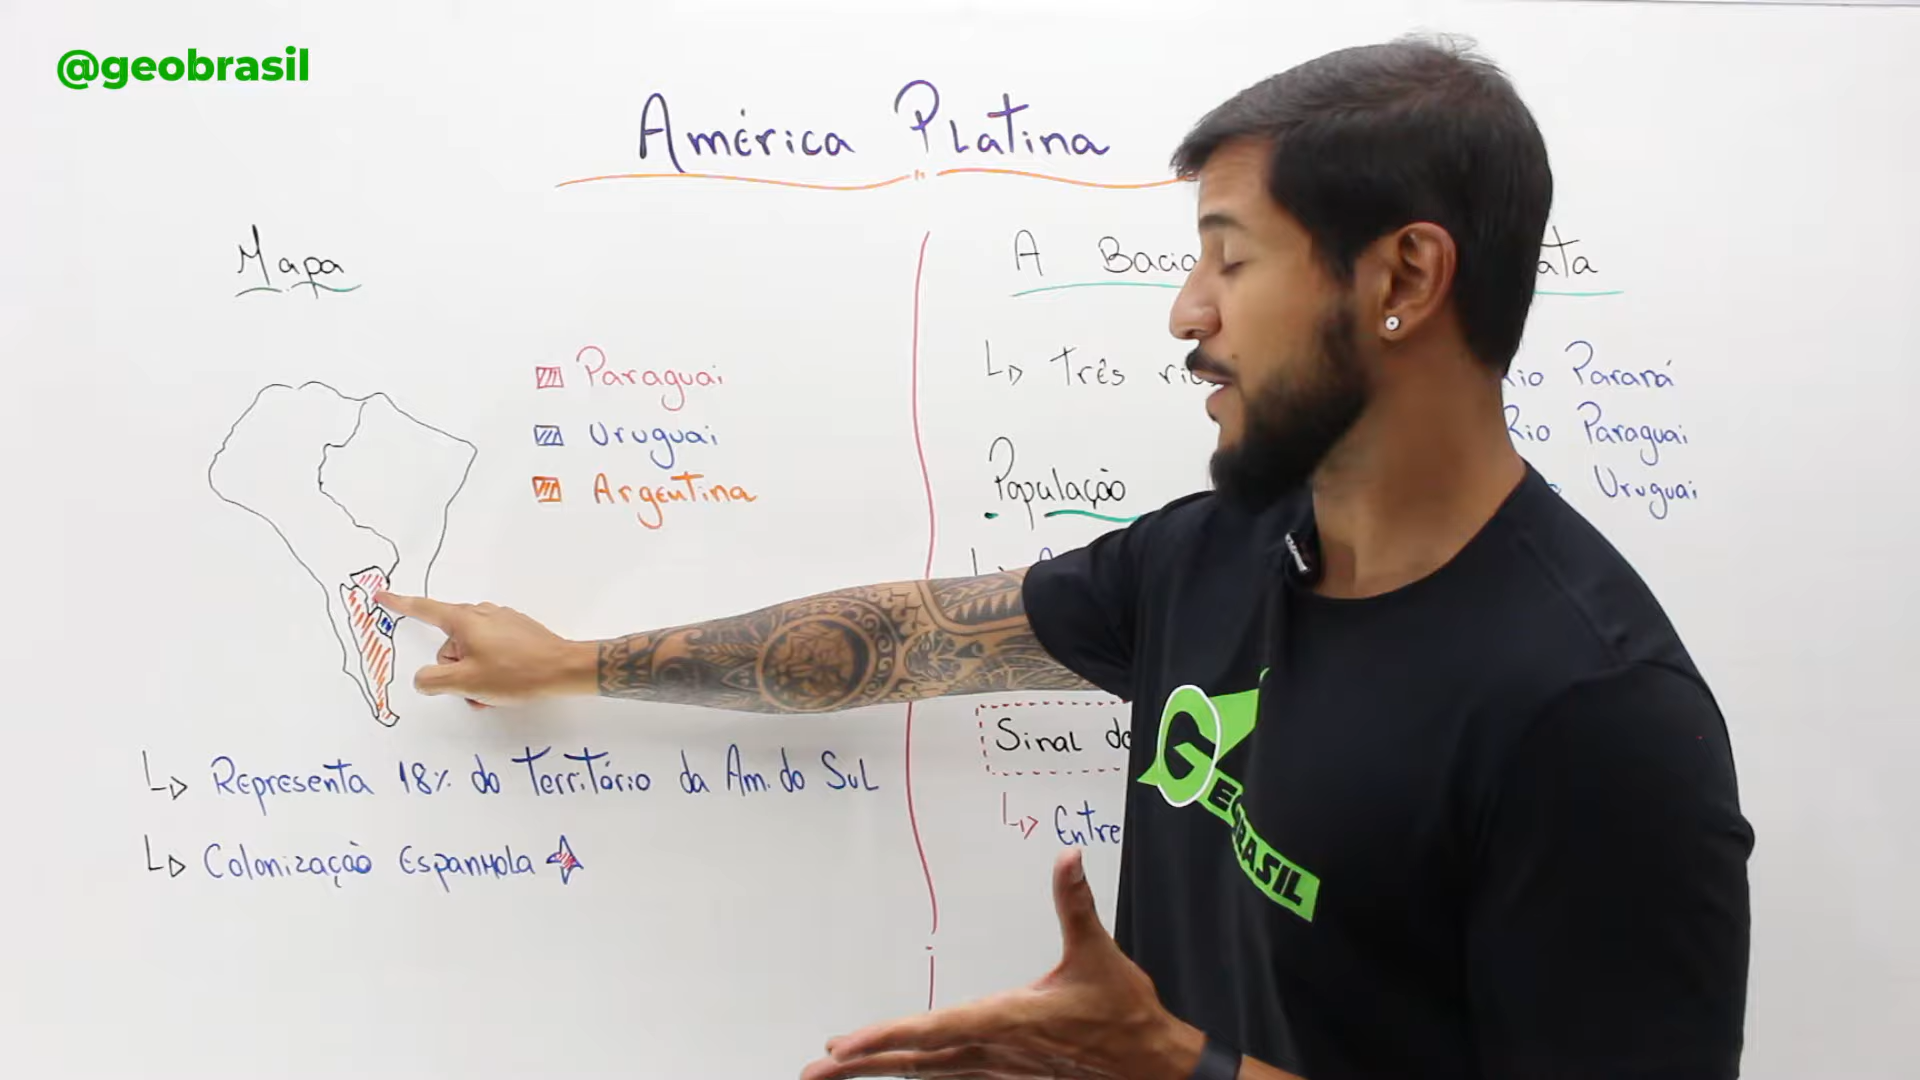 @geobrasil
América Platina
Mapa
Paraguai
Uruguai
Argentina
↳ Representa 18% do Território da Am. do Sul
↳ Colonização Espanhola
A Bacia
↳ Três
Rio Paraná
Rio Paraguai
Uruguai
População
Sinal
↳ Entre
GEOBRASIL